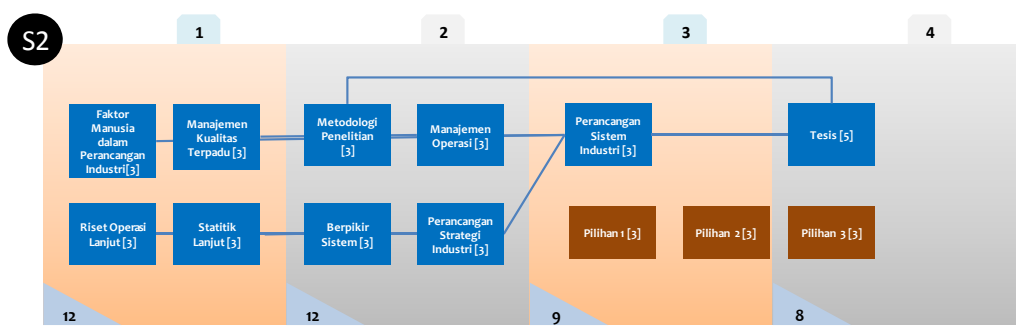 S2
1
2
3
4
Faktor
Manusia
dalam
Perancangan
Industri[3]
Manajemen
Kualitas
Terpadu [3]
Metodologi
Penelitian
[3]
Manajemen
Operasi [3]
Perancangan
Sistem
Industri [3]
Tesis [5]
Riset Operasi
Lanjut [3]
Statitik
Lanjut [3]
Berpikir
Sistem [3]
Perancangan
Strategi
Industri [3]
Pilihan 1 [3]
Pilihan 2 [3]
Pilihan 3 [3]
12
12
9
8